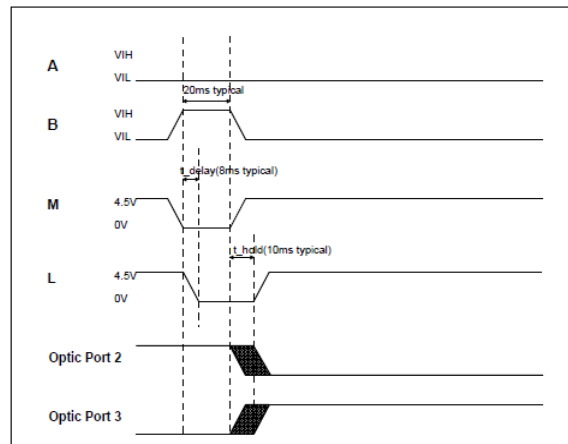 VIH
A
VIL
20ms typical
VIH
B
VIL
t_delay(8ms typical)
M
4.5V
0V
t_hdld(10ms typical)
L
4.5V
0V
Optic Port 2
Optic Port 3